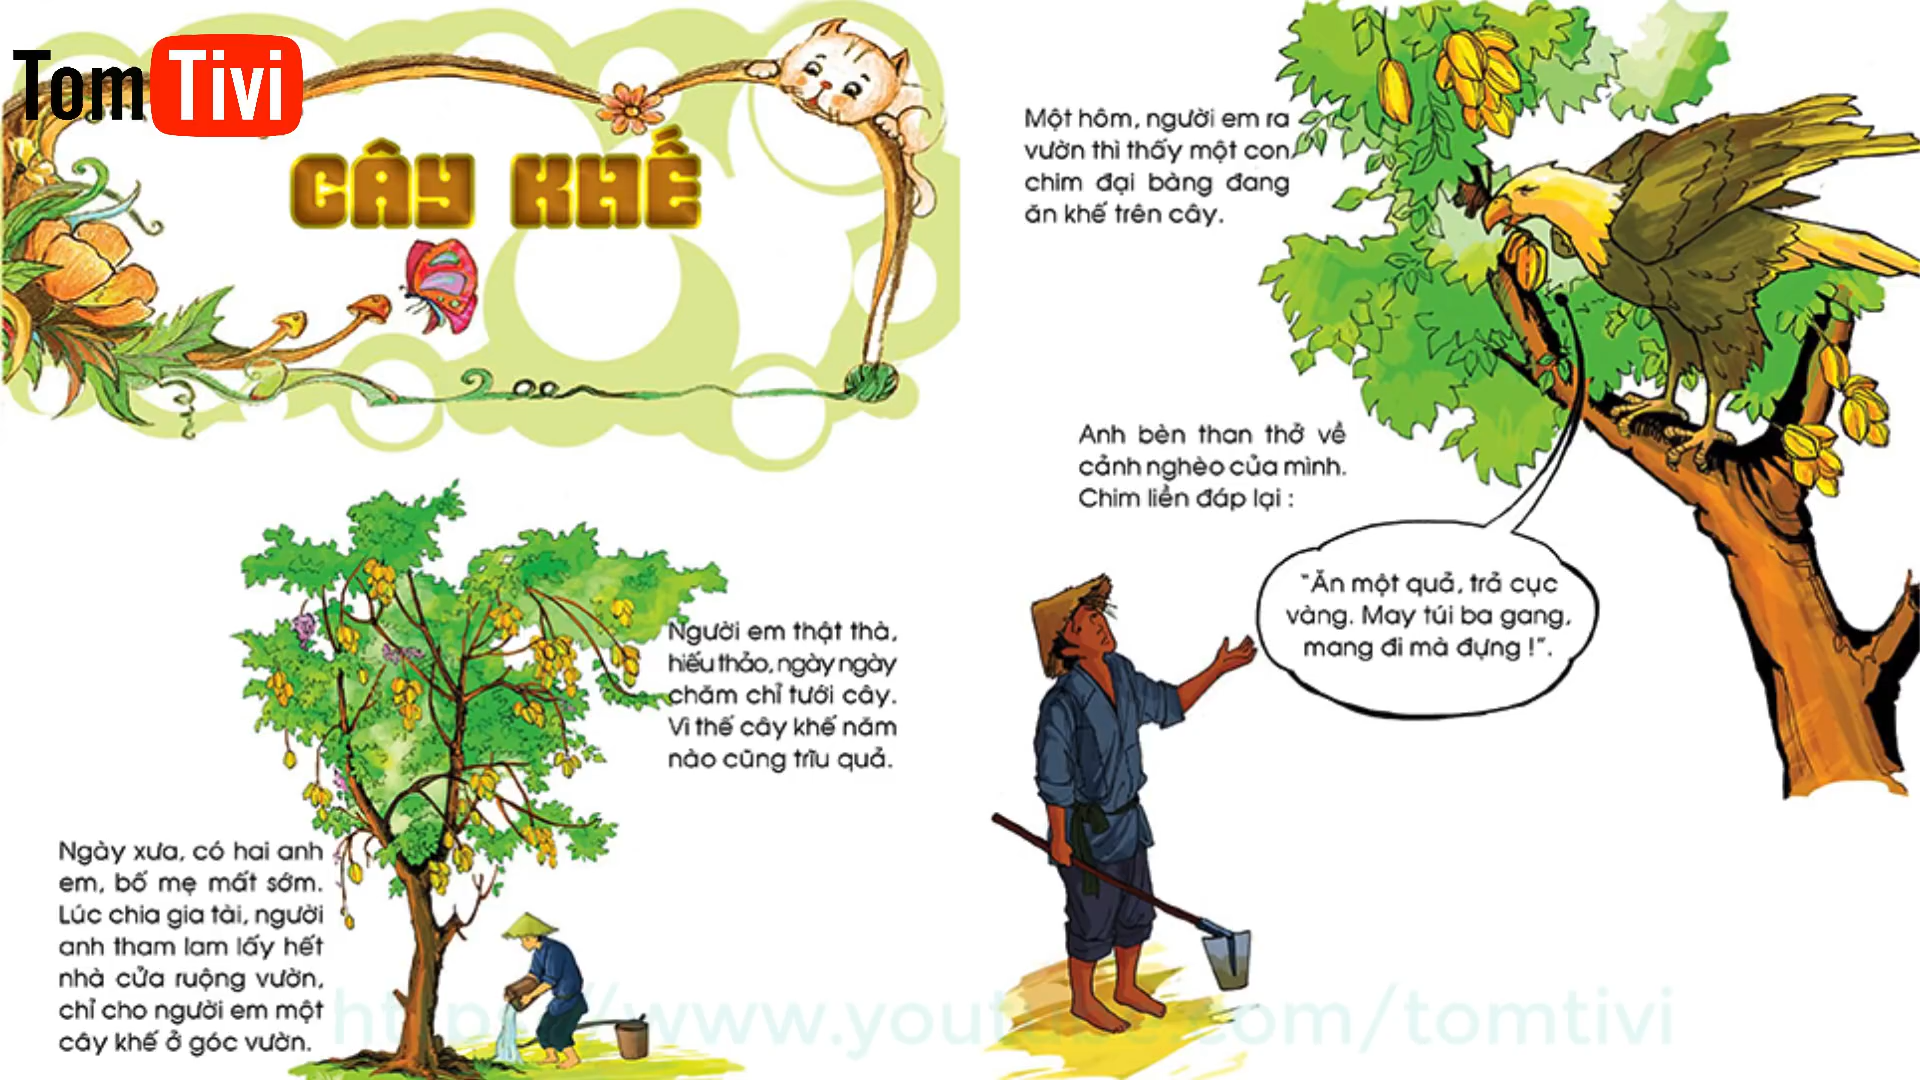 Tom Tivi
CÂY KHẾ
Ngày xưa, có hai anh
em, bố mẹ mất sớm.
Lúc chia gia tài, người
anh tham lam lấy hết
nhà cửa ruộng vườn,
chỉ cho người em một
cây khế ở góc vườn.
Người em thật thà,
hiếu thảo, ngày ngày
chăm chỉ tưới cây.
Vì thế cây khế năm
nào cũng trĩu quả.
Một hôm, người em ra
vườn thì thấy một con
chim đại bàng đang
ăn khế trên cây.
Anh bèn than thở về
cảnh nghèo của mình.
Chim liền đáp lại :
"Ăn một quả, trả cục
vàng. May túi ba gang,
mang đi mà đựng !".
https://www.youtube.com/tomtivi